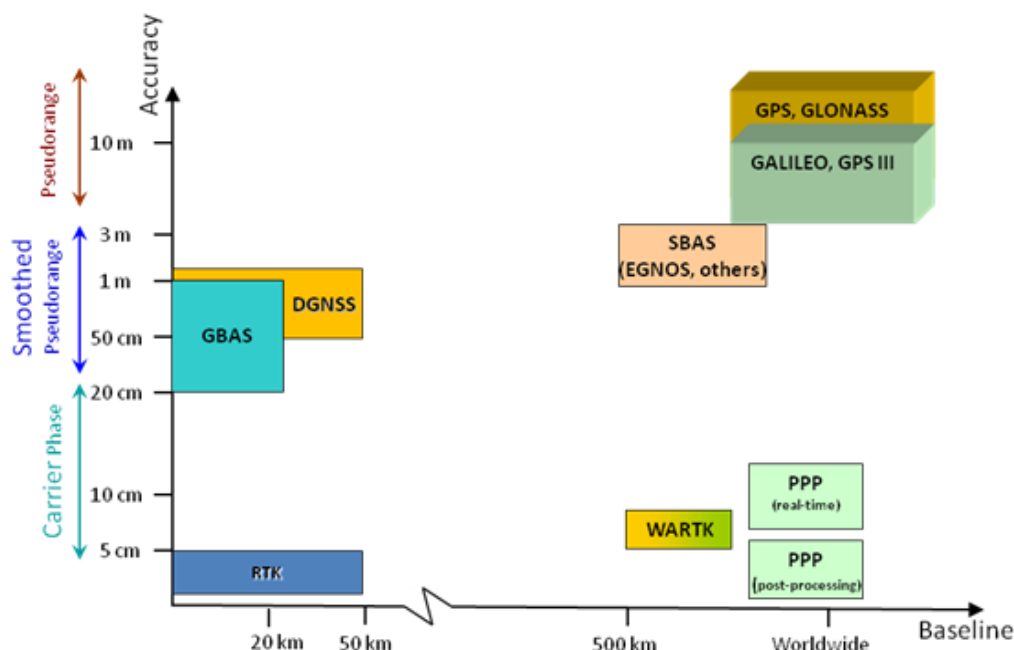 Accuracy
Pseudorange
Smoothed
Pseudorange
Carrier Phase
10 m
3 m
1 m
50 cm
20 cm
10 cm
5 cm
GPS, GLONASS
GALILEO, GPS III
SBAS
(EGNOS, others)
DGNSS
GBAS
PPP
(real-time)
WARTK
PPP
(post-processing)
RTK
20 km
50 km
500 km
Worldwide
Baseline